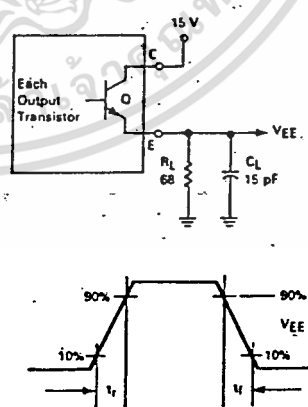 15 V
C
Each
Output
Transistor
Q
E
VEE
RL
68
CL
15 pF
90%
90%
VEE
10%
10%
tr
tf